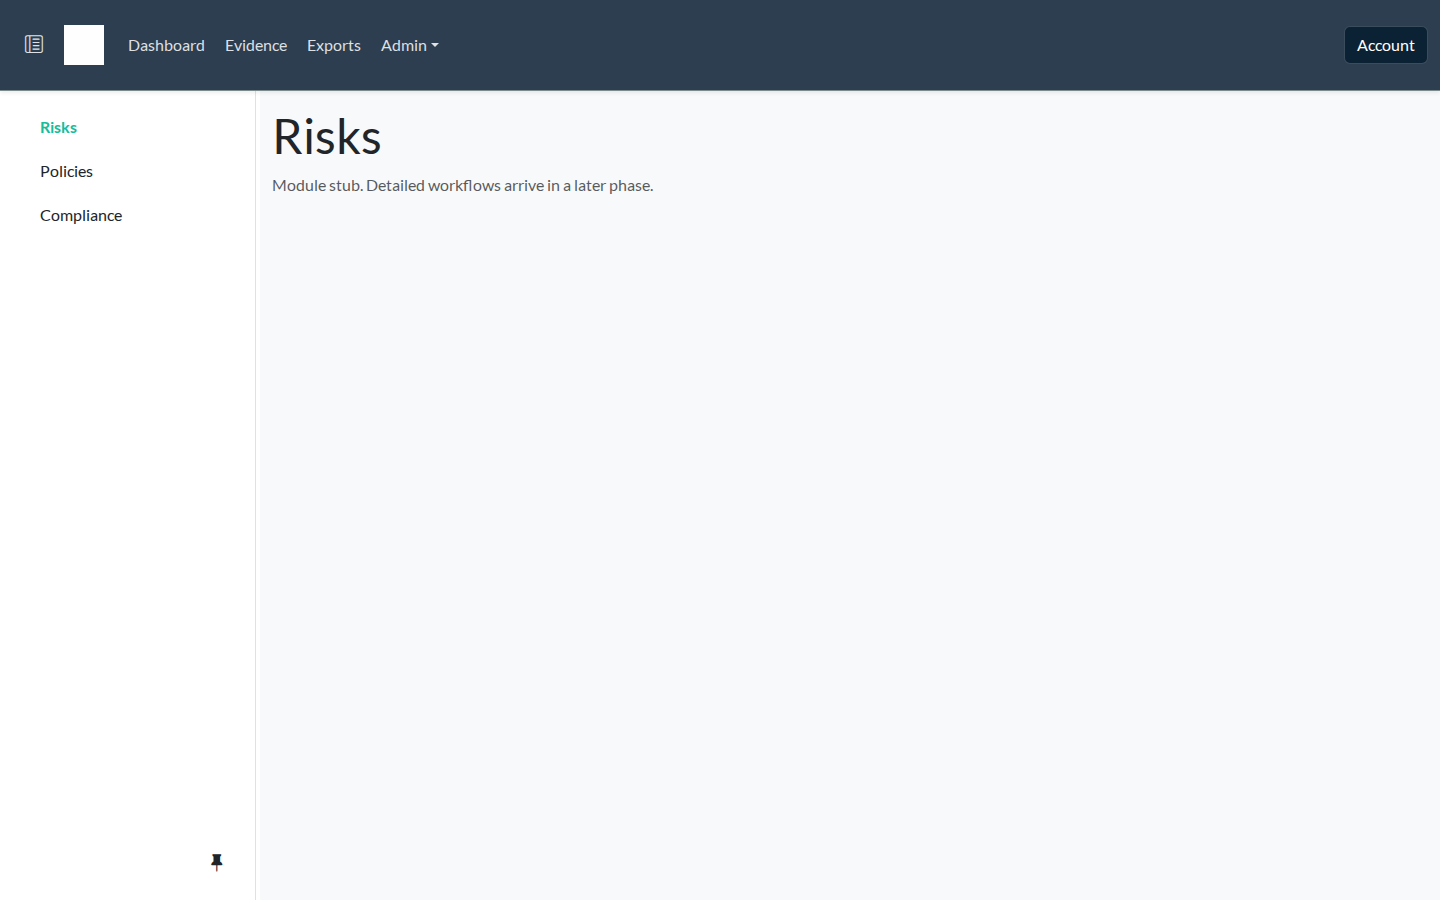 Dashboard Evidence Exports Admin Account
Risks
Policies
Compliance
Risks
Module stub. Detailed workflows arrive in a later phase.